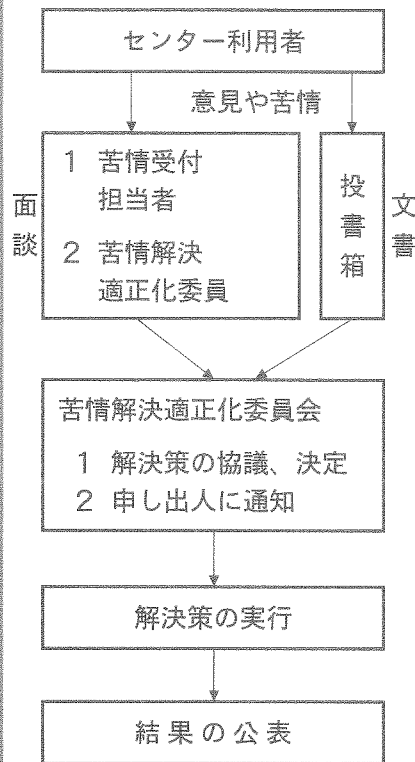 センター利用者
意見や苦情
面談
1 苦情受付
担当者
2 苦情解決
適正化委員
投書箱
文書
苦情解決適正化委員会
1 解決策の協議、決定
2 申し出人に通知
解決策の実行
結果の公表